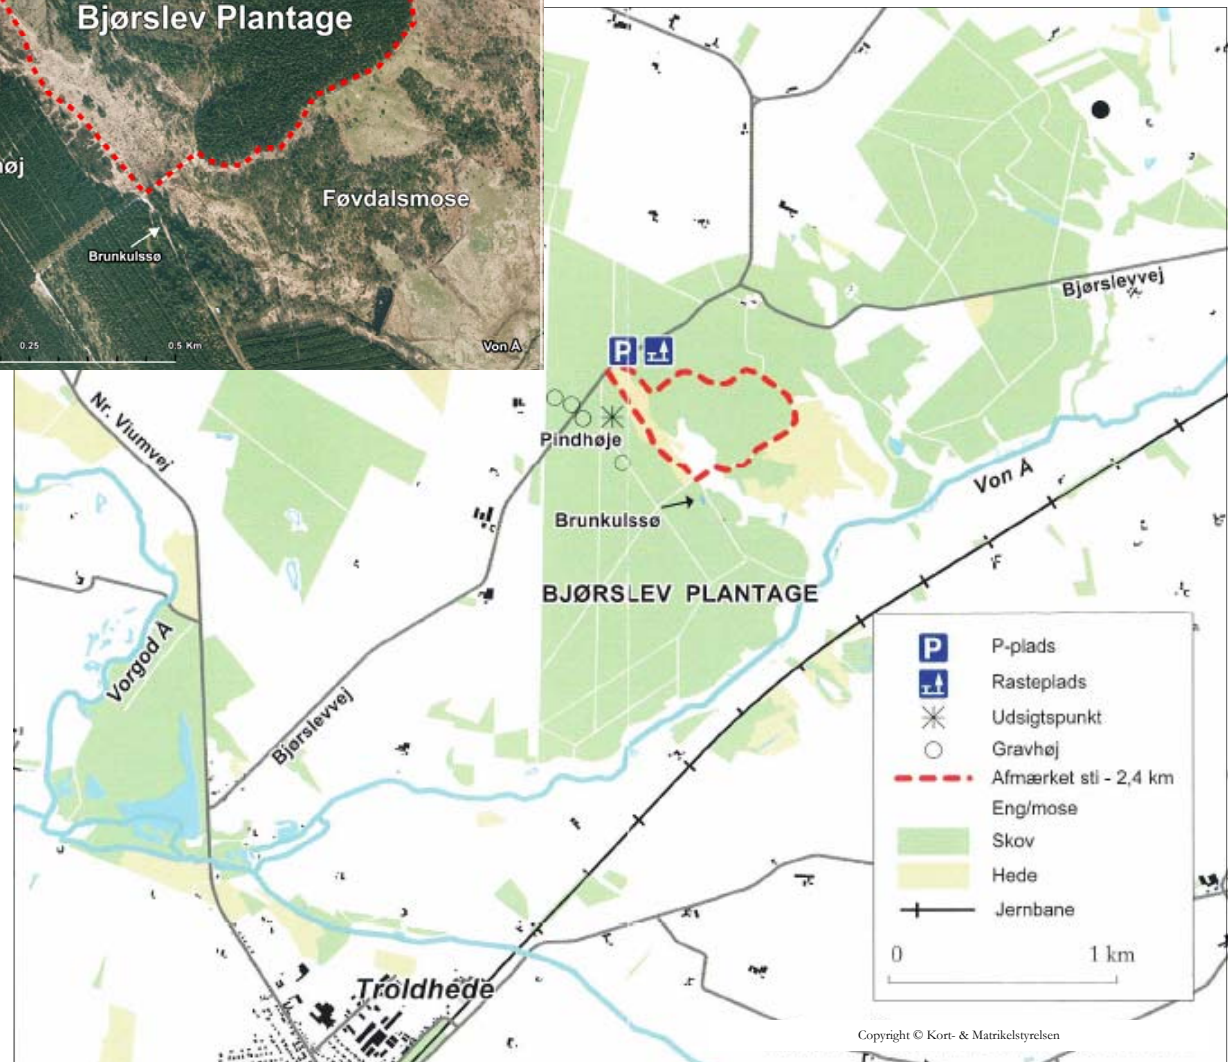 Bjørslev Plantage
øj
Føvdalsmose
Brunkulssø
0.25
0.5 Km
Von Å
Bjørslevvej
P
Nr. Viumvej
Pindhøje
Von Å
Brunkulssø
BJØRSLEV PLANTAGE
Vorgod Å
Bjørslevvej
P
P-plads
Rasteplads
Udsigtspunkt
Gravhøj
Afmærket sti - 2,4 km
Eng/mose
Skov
Hede
Jernbane
0
1 km
Troldhede
Copyright © Kort- & Matrikelstyrelsen